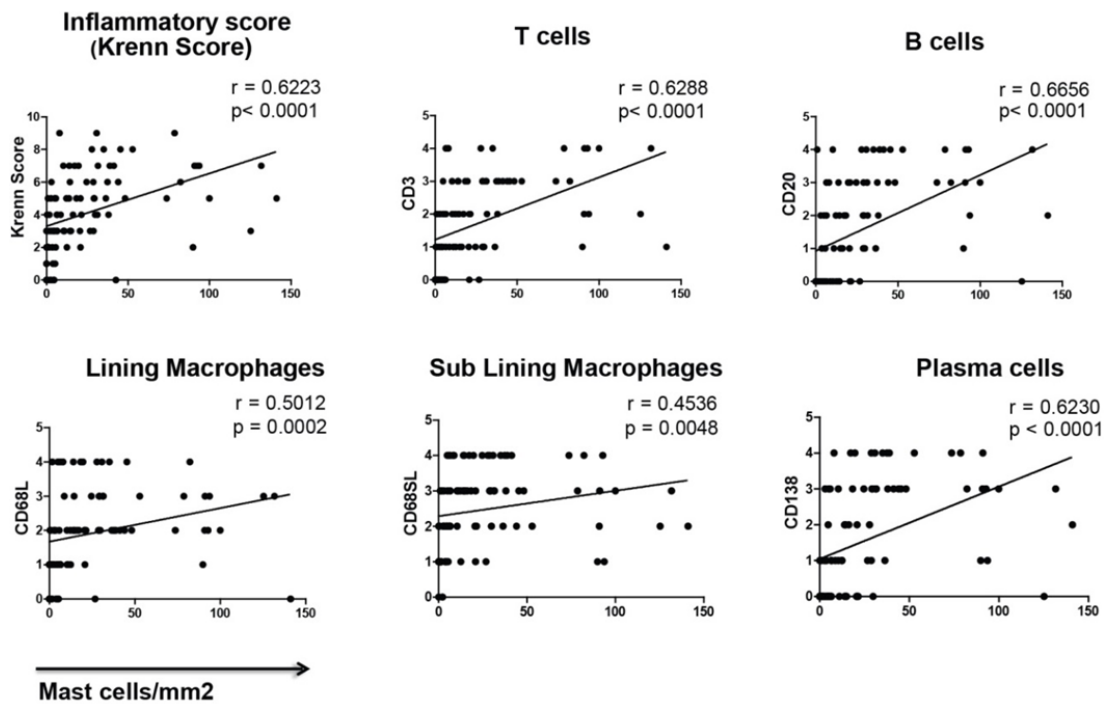 Inflammatory score
(Krenn Score)
r = 0.6223
p< 0.0001
Krenn Score
10
8
6
4
2
0
0 50 100 150
T cells
r = 0.6288
p< 0.0001
CD3
5
4
3
2
1
0
0 50 100 150
B cells
r = 0.6656
p< 0.0001
CD20
5
4
3
2
1
0
0 50 100 150
Lining Macrophages
r = 0.5012
p = 0.0002
CD68L
5
4
3
2
1
0
0 50 100 150
Sub Lining Macrophages
r = 0.4536
p = 0.0048
CD68SL
5
4
3
2
1
0
0 50 100 150
Plasma cells
r = 0.6230
p < 0.0001
CD138
5
4
3
2
1
0
0 50 100 150
Mast cells/mm2